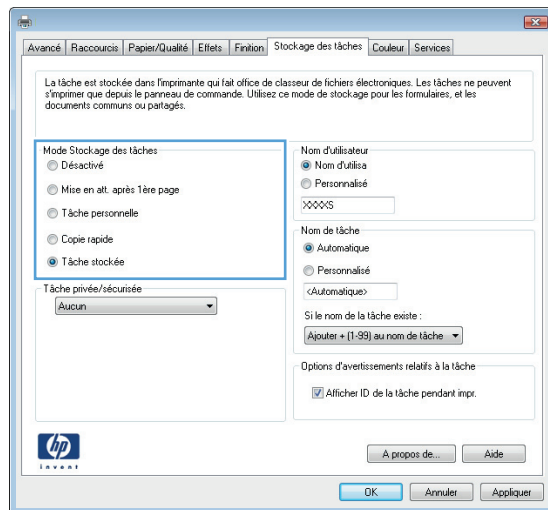 Avancé Raccourcis Papier/Qualité Effets Finition Stockage des tâches Couleur Services
La tâche est stockée dans l'imprimante qui fait office de classeur de fichiers électroniques. Les tâches ne peuvent
s'imprimer que depuis le panneau de commande. Utilisez ce mode de stockage pour les formulaires, et les
documents communs ou partagés.
Mode Stockage des tâches
Désactivé
Mise en att. après 1ère page
Tâche personnelle
Copie rapide
Tâche stockée
Tâche privée/sécurisée
Aucun
Nom d'utilisateur
Nom d'utilisa
Personnalisé
XXXXS
Nom de tâche
Automatique
Personnalisé
<Automatique>
Si le nom de la tâche existe :
Ajouter + (1-99) au nom de tâche
Options d'avertissements relatifs à la tâche
Afficher ID de la tâche pendant impr.
hp
invent
A propos de... Aide
OK Annuler Appliquer